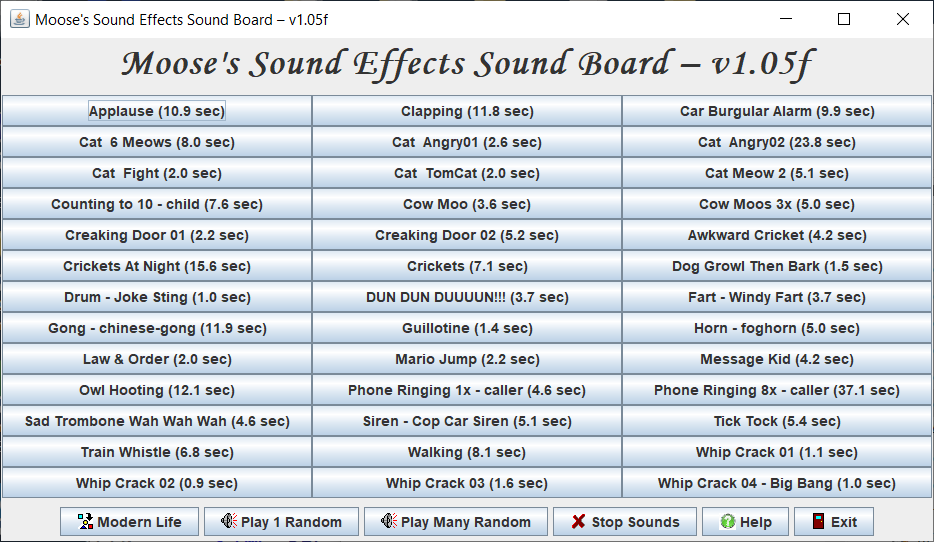 Moose's Sound Effects Sound Board – v1.05f
Moose's Sound Effects Sound Board – v1.05f
Applause (10.9 sec) Clapping (11.8 sec) Car Burgular Alarm (9.9 sec)
Cat 6 Meows (8.0 sec) Cat Angry01 (2.6 sec) Cat Angry02 (23.8 sec)
Cat Fight (2.0 sec) Cat TomCat (2.0 sec) Cat Meow 2 (5.1 sec)
Counting to 10 - child (7.6 sec) Cow Moo (3.6 sec) Cow Moos 3x (5.0 sec)
Creaking Door 01 (2.2 sec) Creaking Door 02 (5.2 sec) Awkward Cricket (4.2 sec)
Crickets At Night (15.6 sec) Crickets (7.1 sec) Dog Growl Then Bark (1.5 sec)
Drum - Joke Sting (1.0 sec) DUN DUN DUUUUN!!! (3.7 sec) Fart - Windy Fart (3.7 sec)
Gong - chinese-gong (11.9 sec) Guillotine (1.4 sec) Horn - foghorn (5.0 sec)
Law & Order (2.0 sec) Mario Jump (2.2 sec) Message Kid (4.2 sec)
Owl Hooting (12.1 sec) Phone Ringing 1x - caller (4.6 sec) Phone Ringing 8x - caller (37.1 sec)
Sad Trombone Wah Wah Wah (4.6 sec) Siren - Cop Car Siren (5.1 sec) Tick Tock (5.4 sec)
Train Whistle (6.8 sec) Walking (8.1 sec) Whip Crack 01 (1.1 sec)
Whip Crack 02 (0.9 sec) Whip Crack 03 (1.6 sec) Whip Crack 04 - Big Bang (1.0 sec)
Modern Life Play 1 Random Play Many Random Stop Sounds Help Exit